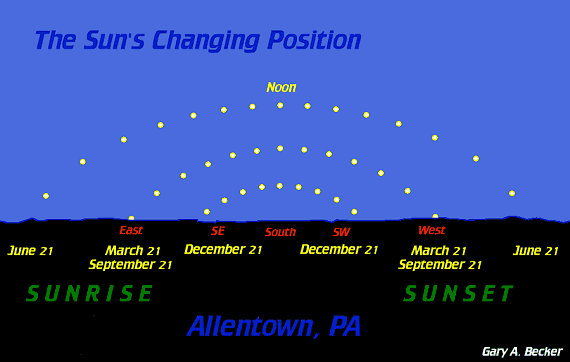 The Sun's Changing Position
Noon
East SE South SW West
June 21 March 21 December 21 December 21 March 21 June 21
September 21 September 21
SUNRISE SUNSET
Allentown, PA
Gary A. Becker